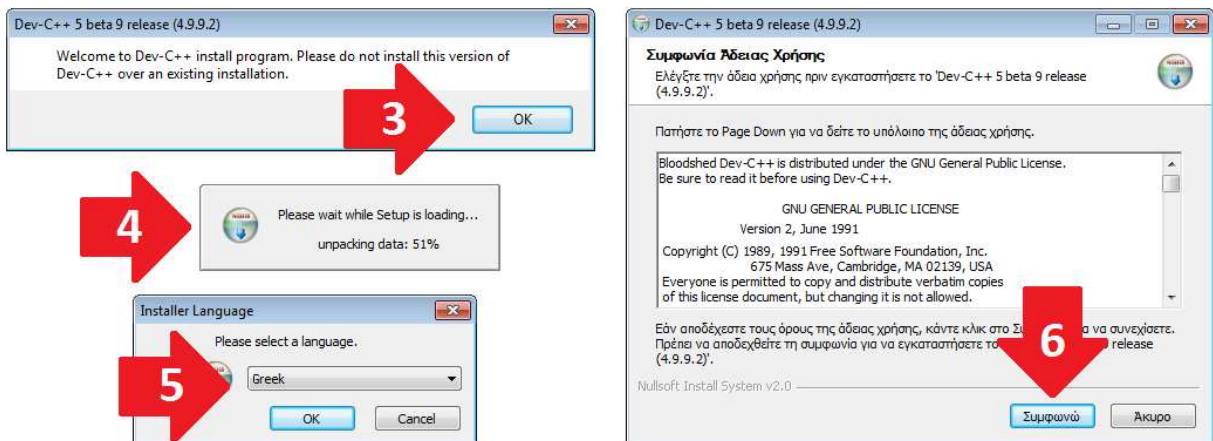 Dev-C++ 5 beta 9 release (4.9.9.2)
Welcome to Dev-C++ install program. Please do not install this version of
Dev-C++ over an existing installation.
3
OK
4
Please wait while Setup is loading...
unpacking data: 51%
Installer Language
Please select a language.
5
Greek
OK Cancel
Dev-C++ 5 beta 9 release (4.9.9.2)
Συμφωνία Άδειας Χρήσης
Ελέγξτε την άδεια χρήσης πριν εγκαταστήσετε το 'Dev-C++ 5 beta 9 release
(4.9.9.2)'.
Πατήστε το Page Down για να δείτε το υπόλοιπο της άδειας χρήσης.
Bloodshed Dev-C++ is distributed under the GNU General Public License.
Be sure to read it before using Dev-C++.
GNU GENERAL PUBLIC LICENSE
Version 2, June 1991
Copyright (C) 1989, 1991 Free Software Foundation, Inc.
675 Mass Ave, Cambridge, MA 02139, USA
Everyone is permitted to copy and distribute verbatim copies
of this license document, but changing it is not allowed.
Εάν αποδέχεστε τους όρους της άδειας χρήσης, κάντε κλικ στο να συνεχίσετε.
Πρέπει να αποδεχθείτε τη συμφωνία για να εγκαταστήσετε το release
(4.9.9.2)'.
6
Nullsoft Install System v2.0
Συμφωνώ Άκυρο